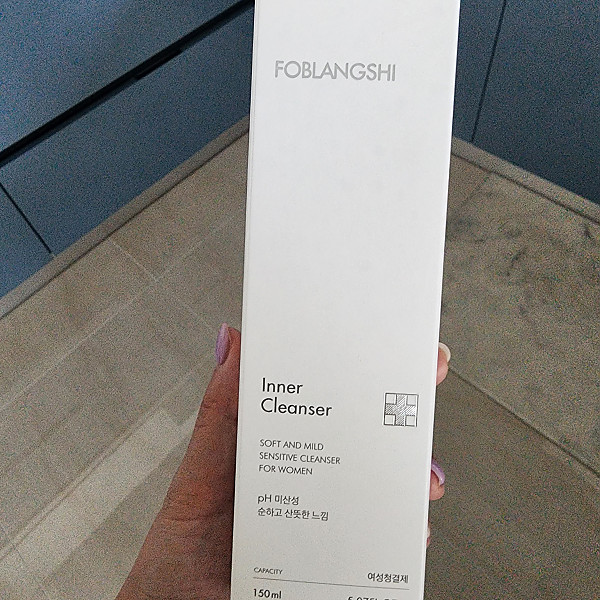 FOBLANGSHI
Inner
Cleanser
SOFT AND MILD
SENSITIVE CLEANSER
FOR WOMEN
pH 미산성
순하고 산뜻한 느낌
CAPACITY
여성청결제
150ml